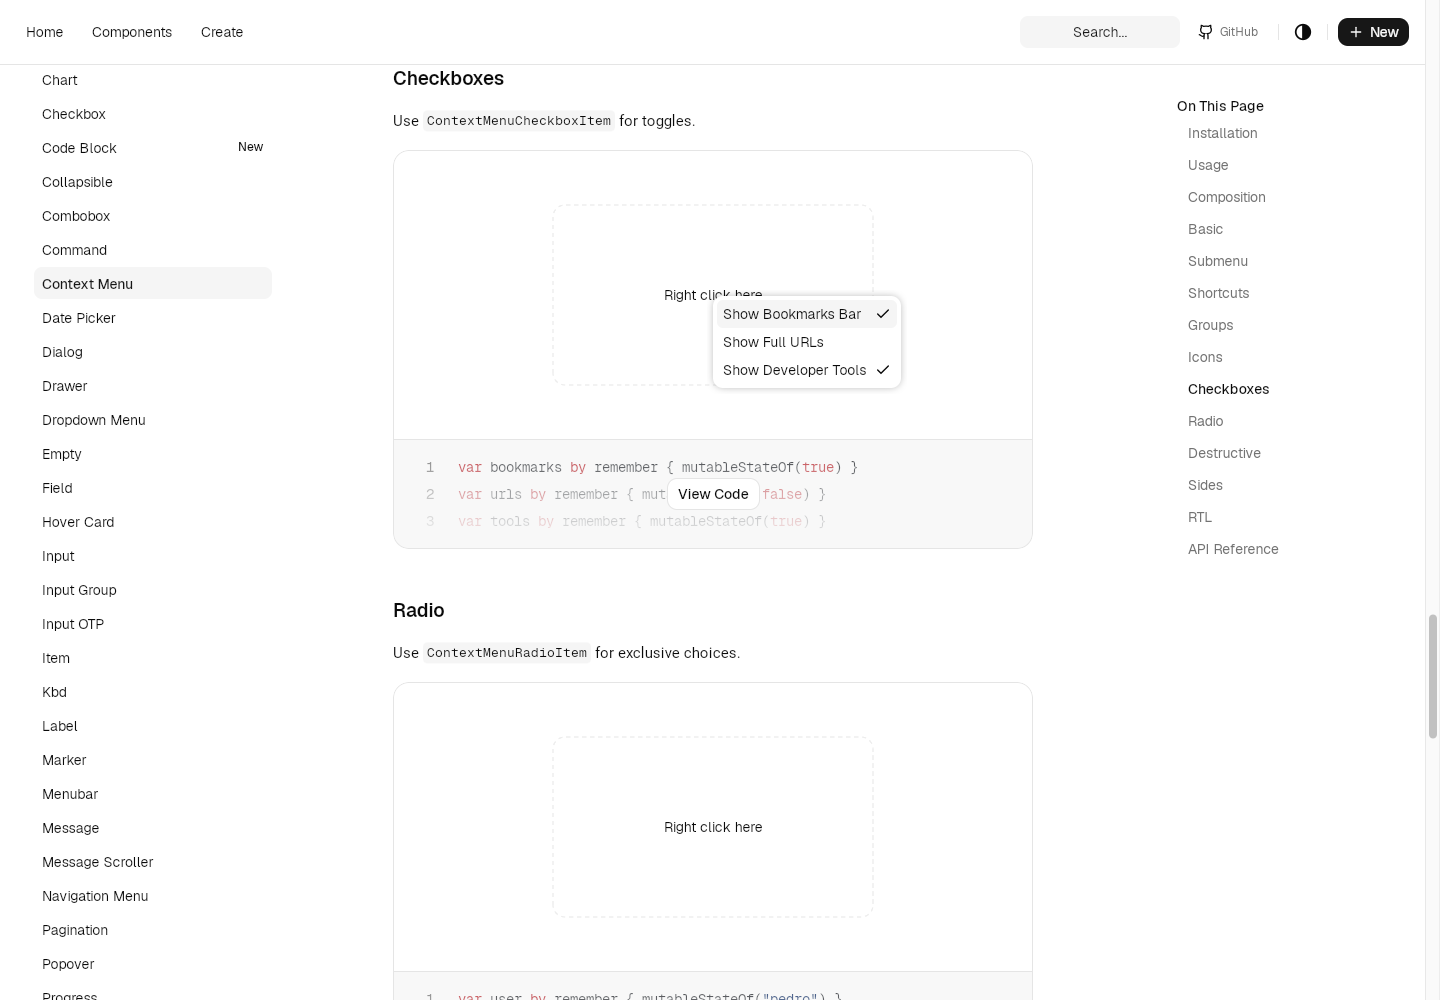 Home
Components
Create
Search...
GitHub
New
Chart
Checkbox
Code Block
New
Collapsible
Combobox
Command
Context Menu
Date Picker
Dialog
Drawer
Dropdown Menu
Empty
Field
Hover Card
Input
Input Group
Input OTP
Item
Kbd
Label
Marker
Menubar
Message
Message Scroller
Navigation Menu
Pagination
Popover
Progress
Checkboxes
Use ContextMenuCheckboxItem for toggles.
Right click here
Show Bookmarks Bar
Show Full URLs
Show Developer Tools
1 var bookmarks by remember { mutableStateOf(true) }
2 var urls by remember { mut
false) }
View Code
3 var tools by remember { mutableStateOf(true) }
Radio
Use ContextMenuRadioItem for exclusive choices.
Right click here
1 var user by remember { mutableStateOf("pedro") }
On This Page
Installation
Usage
Composition
Basic
Submenu
Shortcuts
Groups
Icons
Checkboxes
Radio
Destructive
Sides
RTL
API Reference